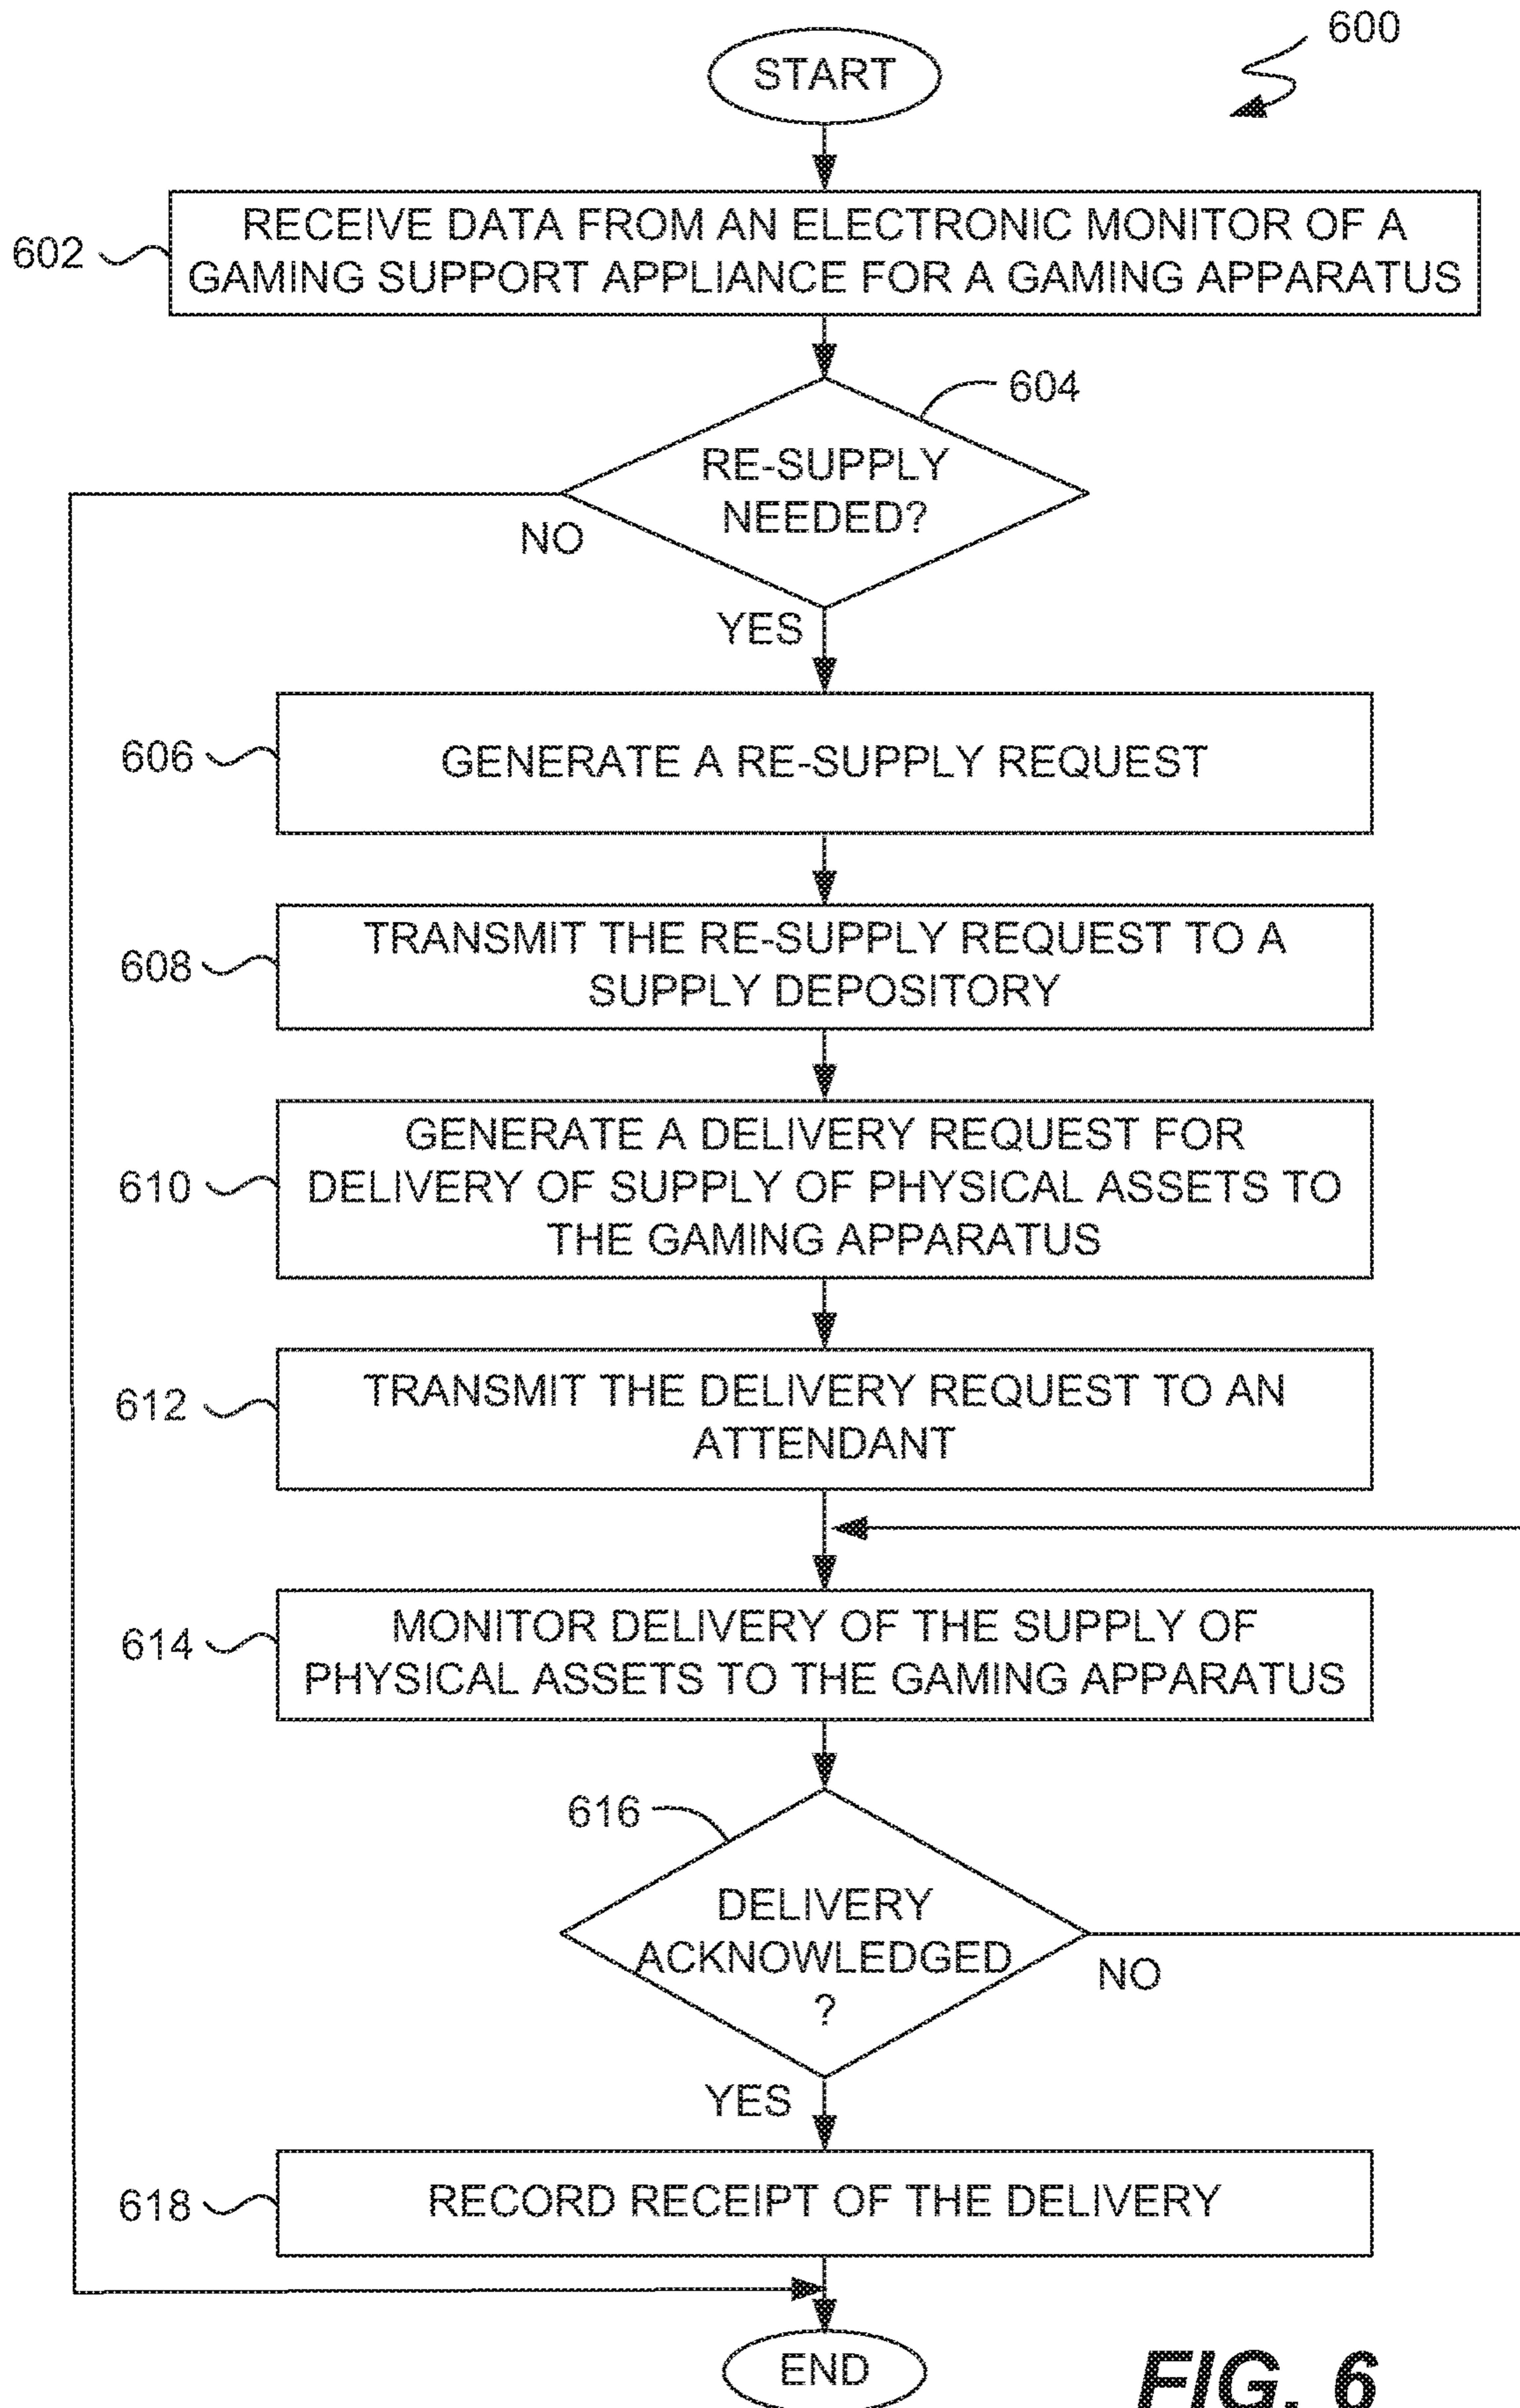 600
START
602
RECEIVE DATA FROM AN ELECTRONIC MONITOR OF A
GAMING SUPPORT APPLIANCE FOR A GAMING APPARATUS
604
RE-SUPPLY
NEEDED?
NO
YES
606
GENERATE A RE-SUPPLY REQUEST
608
TRANSMIT THE RE-SUPPLY REQUEST TO A
SUPPLY DEPOSITORY
610
GENERATE A DELIVERY REQUEST FOR
DELIVERY OF SUPPLY OF PHYSICAL ASSETS TO
THE GAMING APPARATUS
612
TRANSMIT THE DELIVERY REQUEST TO AN
ATTENDANT
614
MONITOR DELIVERY OF THE SUPPLY OF
PHYSICAL ASSETS TO THE GAMING APPARATUS
616
DELIVERY
ACKNOWLEDGED
?
NO
YES
618
RECORD RECEIPT OF THE DELIVERY
END
FIG. 6